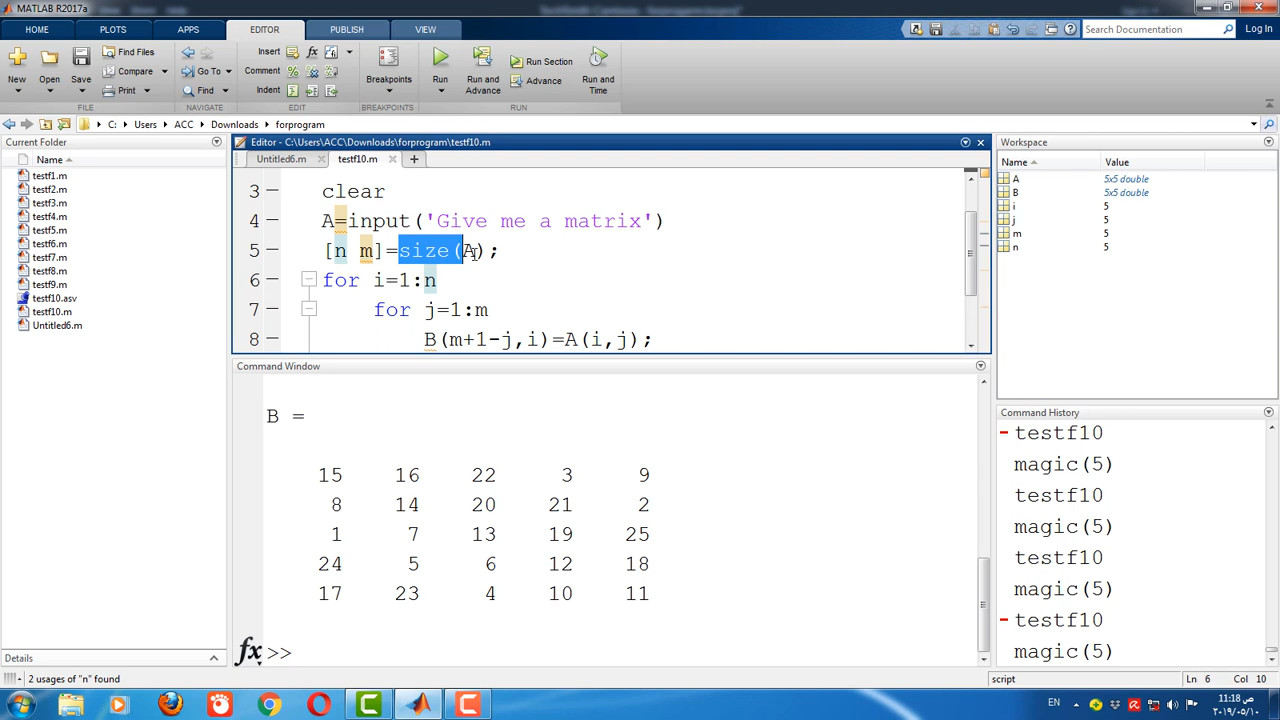 MATLAB R2017a
HOME PLOTS APPS EDITOR PUBLISH VIEW
Search Documentation Log In
New Open Save Find Files Compare Print
Go To Find
Insert fx Comment Indent
Breakpoints
Run Run and Advance Run Section Advance Run and Time
FILE NAVIGATE EDIT BREAKPOINTS RUN
C: Users ACC Downloads forprogram
Current Folder
Name
testf1.m
testf2.m
testf3.m
testf4.m
testf5.m
testf6.m
testf7.m
testf8.m
testf9.m
testf10.asv
testf10.m
Untitled6.m
Details
Editor - C:\Users\ACC\Downloads\forprogram\testf10.m
Untitled6.m testf10.m
3 clear
4 A=input('Give me a matrix')
5 [n m]=size(A);
6 for i=1:n
7 for j=1:m
8 B(m+1-j,i)=A(i,j);
Command Window
B =
15 16 22 3 9
8 14 20 21 2
1 7 13 19 25
24 5 6 12 18
17 23 4 10 11
fx >>
Workspace
Name Value
A 5x5 double
B 5x5 double
i 5
j 5
m 5
n 5
Command History
testf10
magic(5)
testf10
magic(5)
testf10
magic(5)
testf10
magic(5)
2 usages of "n" found
script Ln 6 Col 10
EN
11:18 ص
٢٠١٩/٠٥/١٠